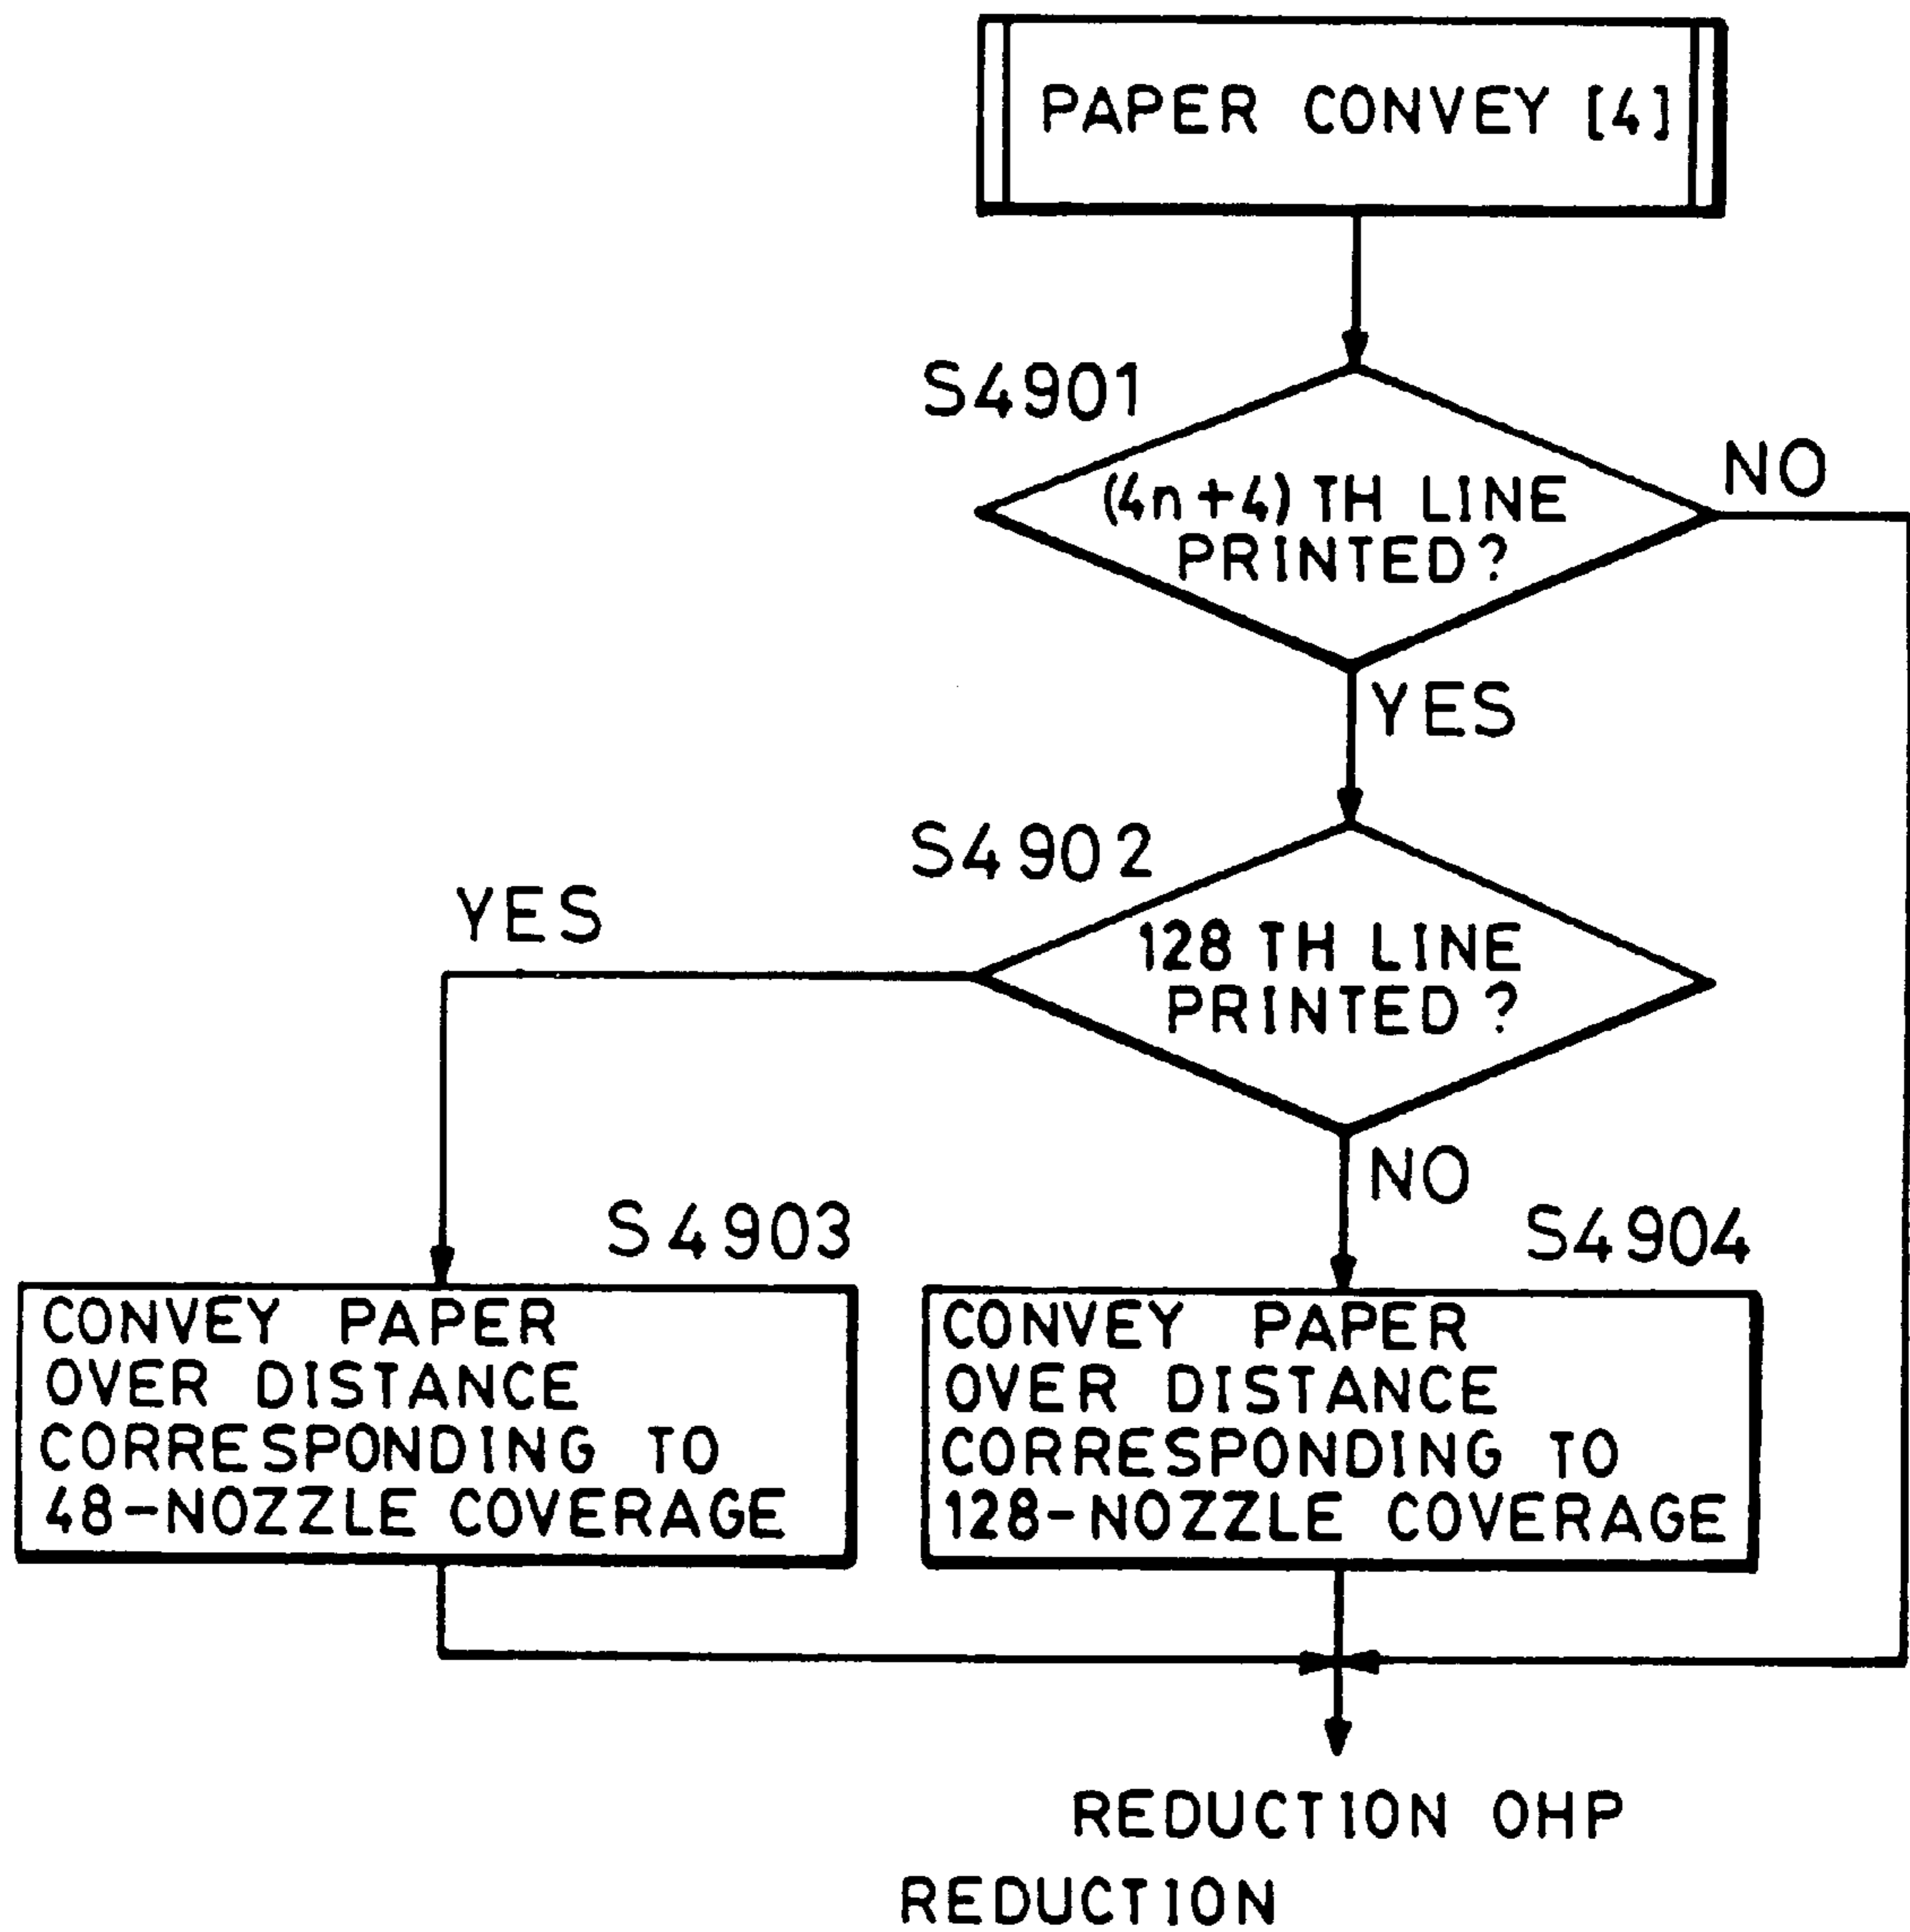 PAPER CONVEY [4]
S4901
(4n+4) TH LINE
PRINTED?
NO
YES
S4902
YES
128 TH LINE
PRINTED?
NO
S4903
S4904
CONVEY PAPER
OVER DISTANCE
CORRESPONDING TO
48-NOZZLE COVERAGE
CONVEY PAPER
OVER DISTANCE
CORRESPONDING TO
128-NOZZLE COVERAGE
REDUCTION OHP
REDUCTION